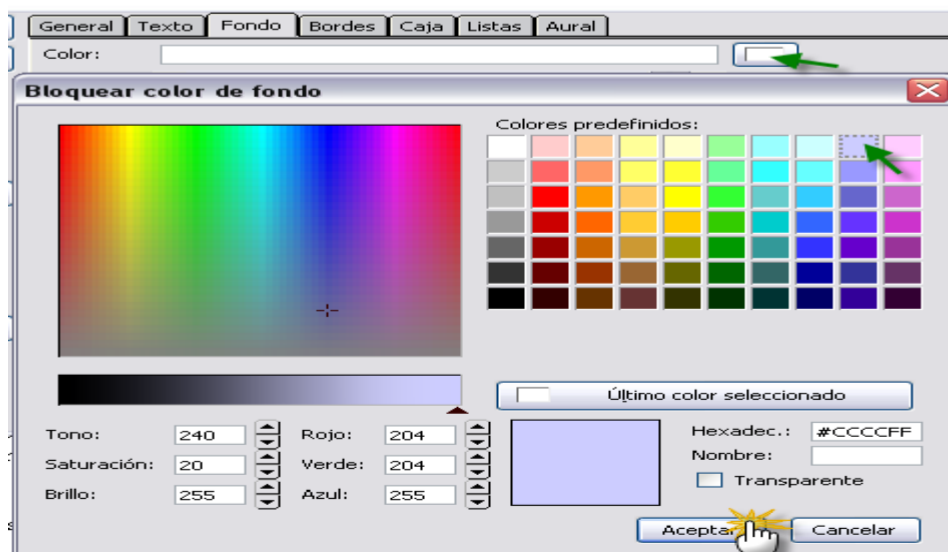 General Texto Fondo Bordes Caja Listas Aural
Color:
Bloquear color de fondo
Colores predefinidos:
Último color seleccionado
Tono: 240 Rojo: 204 Hexadec.: #CCCCFF
Saturación: 20 Verde: 204 Nombre:
Transparente
Brillo: 255 Azul: 255
Aceptar Cancelar